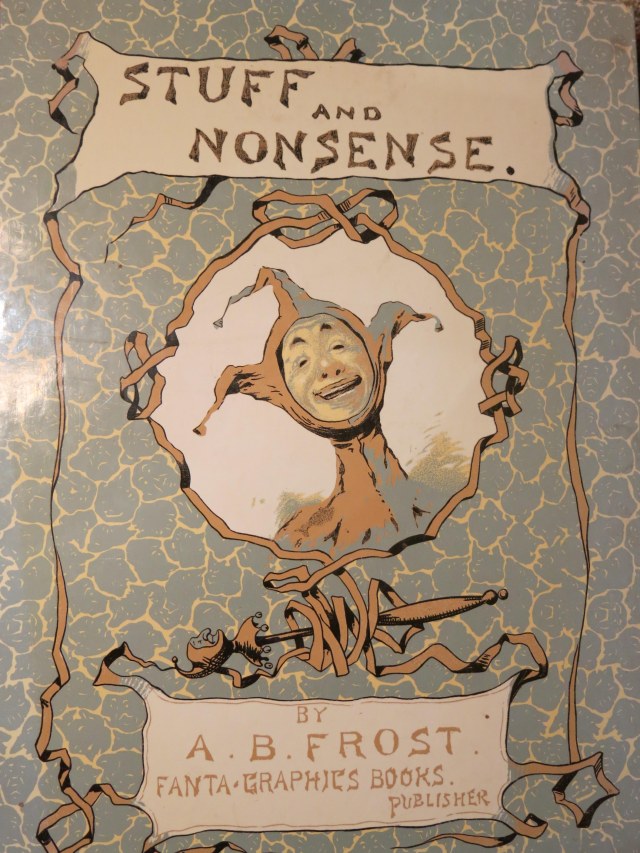 STUFF
AND
NONSENSE.
BY
A. B. FROST.
FANTA-GRAPHICS BOOKS.
PUBLISHER